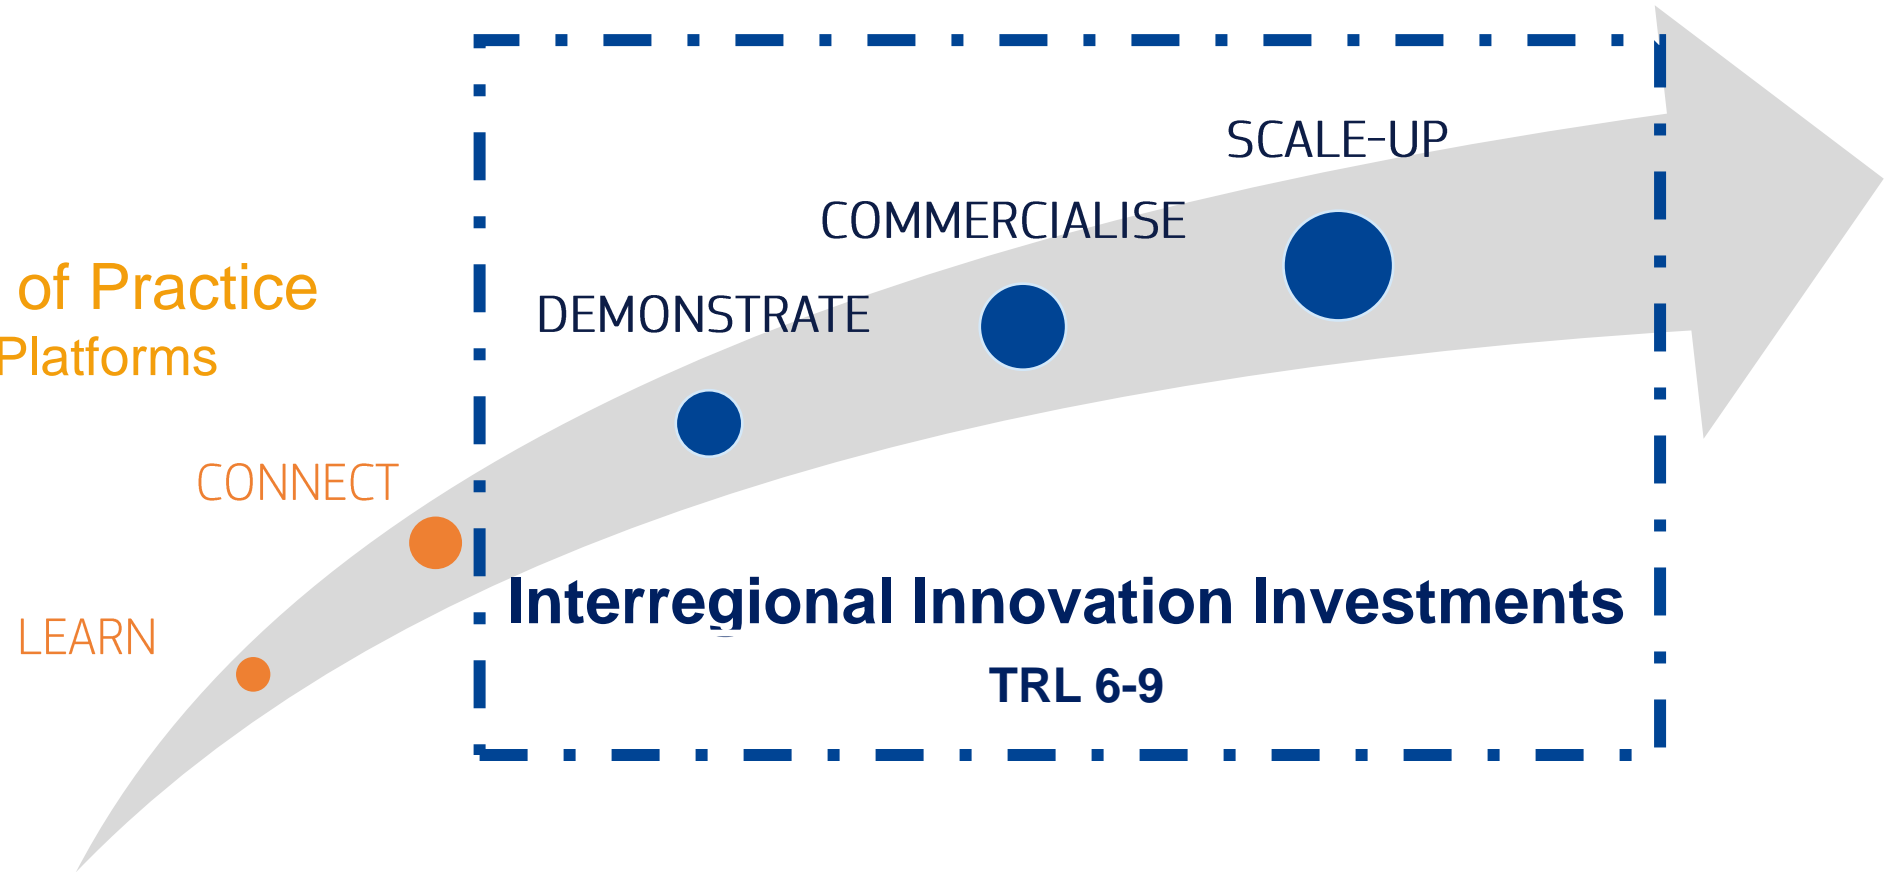 SCALE-UP
COMMERCIALISE
of Practice
DEMONSTRATE
Platforms
CONNECT
Interregional Innovation Investments
LEARN
TRL 6-9